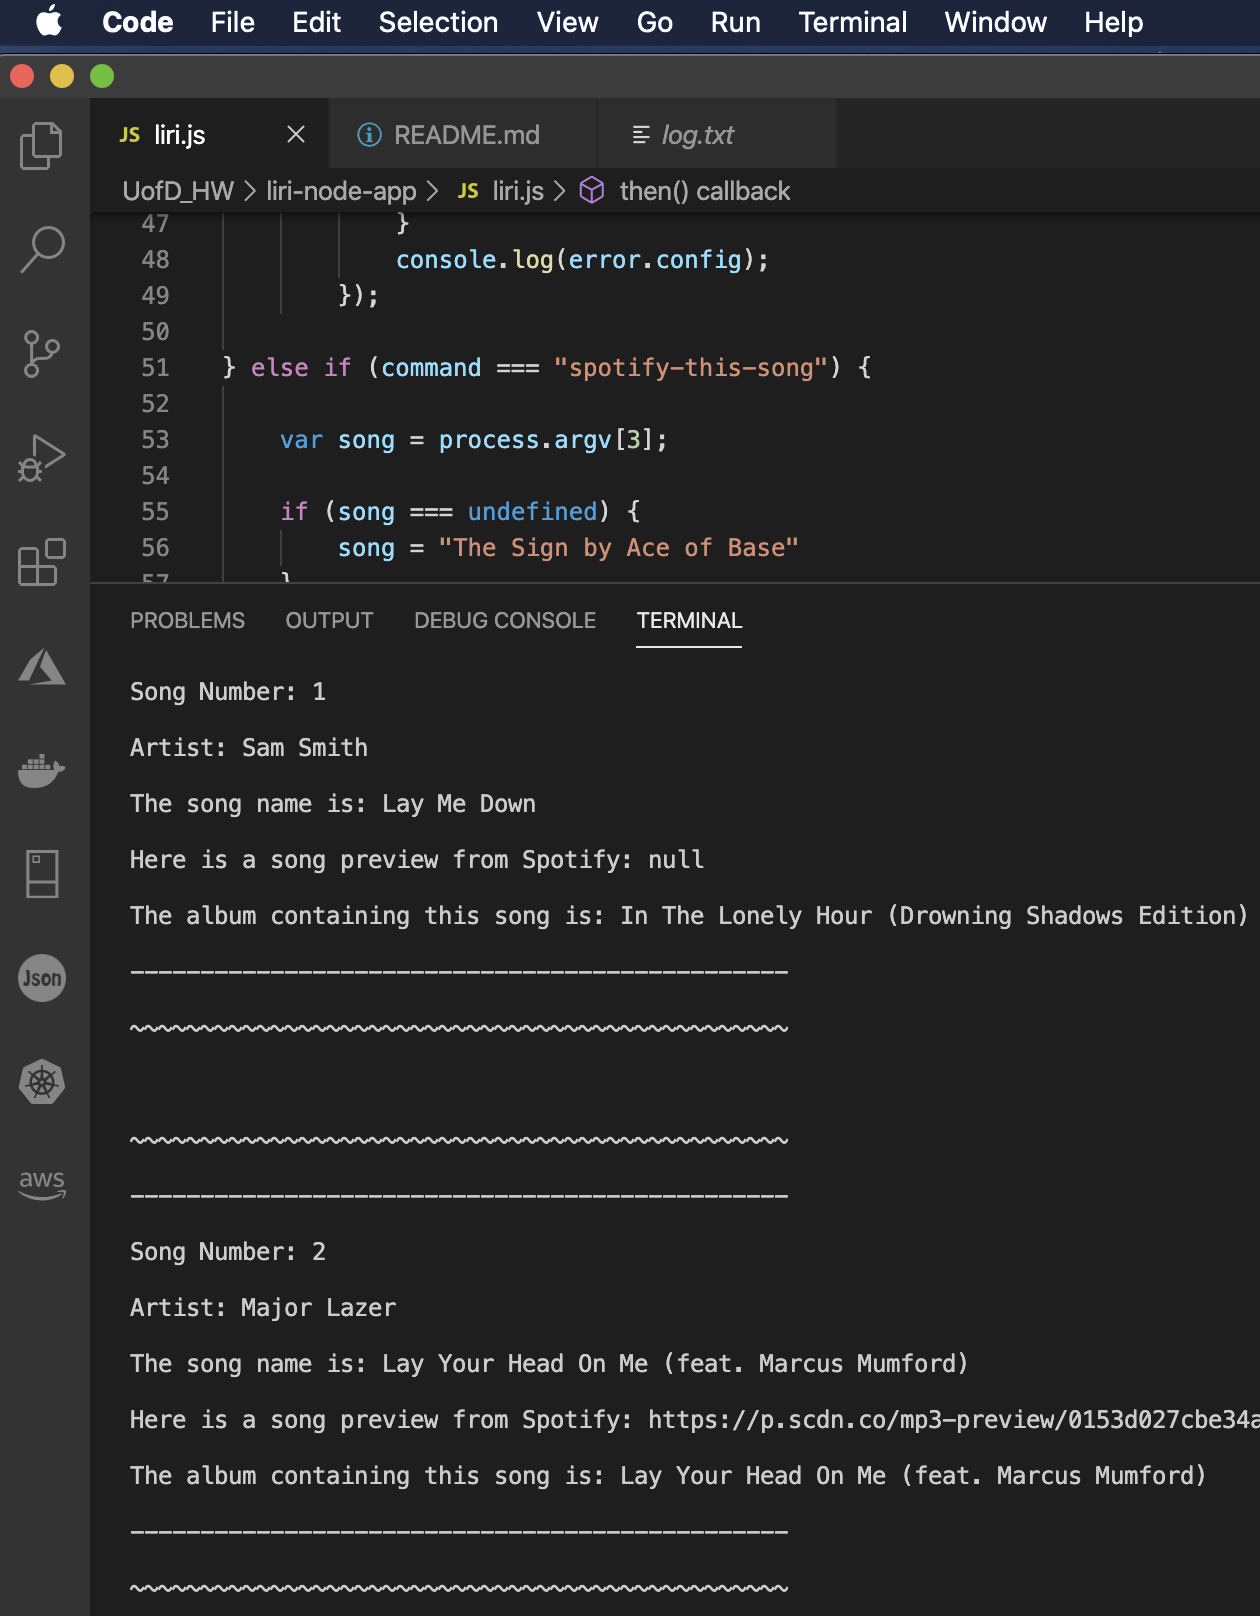 Code File Edit Selection View Go Run Terminal Window Help
JS liri.js × README.md log.txt
UofD_HW > liri-node-app > JS liri.js > then() callback
47 }
48 console.log(error.config);
49 });
50
51 } else if (command === "spotify-this-song") {
52
53 var song = process.argv[3];
54
55 if (song === undefined) {
56 song = "The Sign by Ace of Base"
57 }
PROBLEMS OUTPUT DEBUG CONSOLE TERMINAL
Song Number: 1
Artist: Sam Smith
The song name is: Lay Me Down
Here is a song preview from Spotify: null
The album containing this song is: In The Lonely Hour (Drowning Shadows Edition)
-----------------------------------------------
~~~~~~~~~~~~~~~~~~~~~~~~~~~~~~~~~~~~~~~~~~~~~~~
~~~~~~~~~~~~~~~~~~~~~~~~~~~~~~~~~~~~~~~~~~~~~~~
-----------------------------------------------
Song Number: 2
Artist: Major Lazer
The song name is: Lay Your Head On Me (feat. Marcus Mumford)
Here is a song preview from Spotify: https://p.scdn.co/mp3-preview/0153d027cbe34a
The album containing this song is: Lay Your Head On Me (feat. Marcus Mumford)
-----------------------------------------------
~~~~~~~~~~~~~~~~~~~~~~~~~~~~~~~~~~~~~~~~~~~~~~~
Json
aws